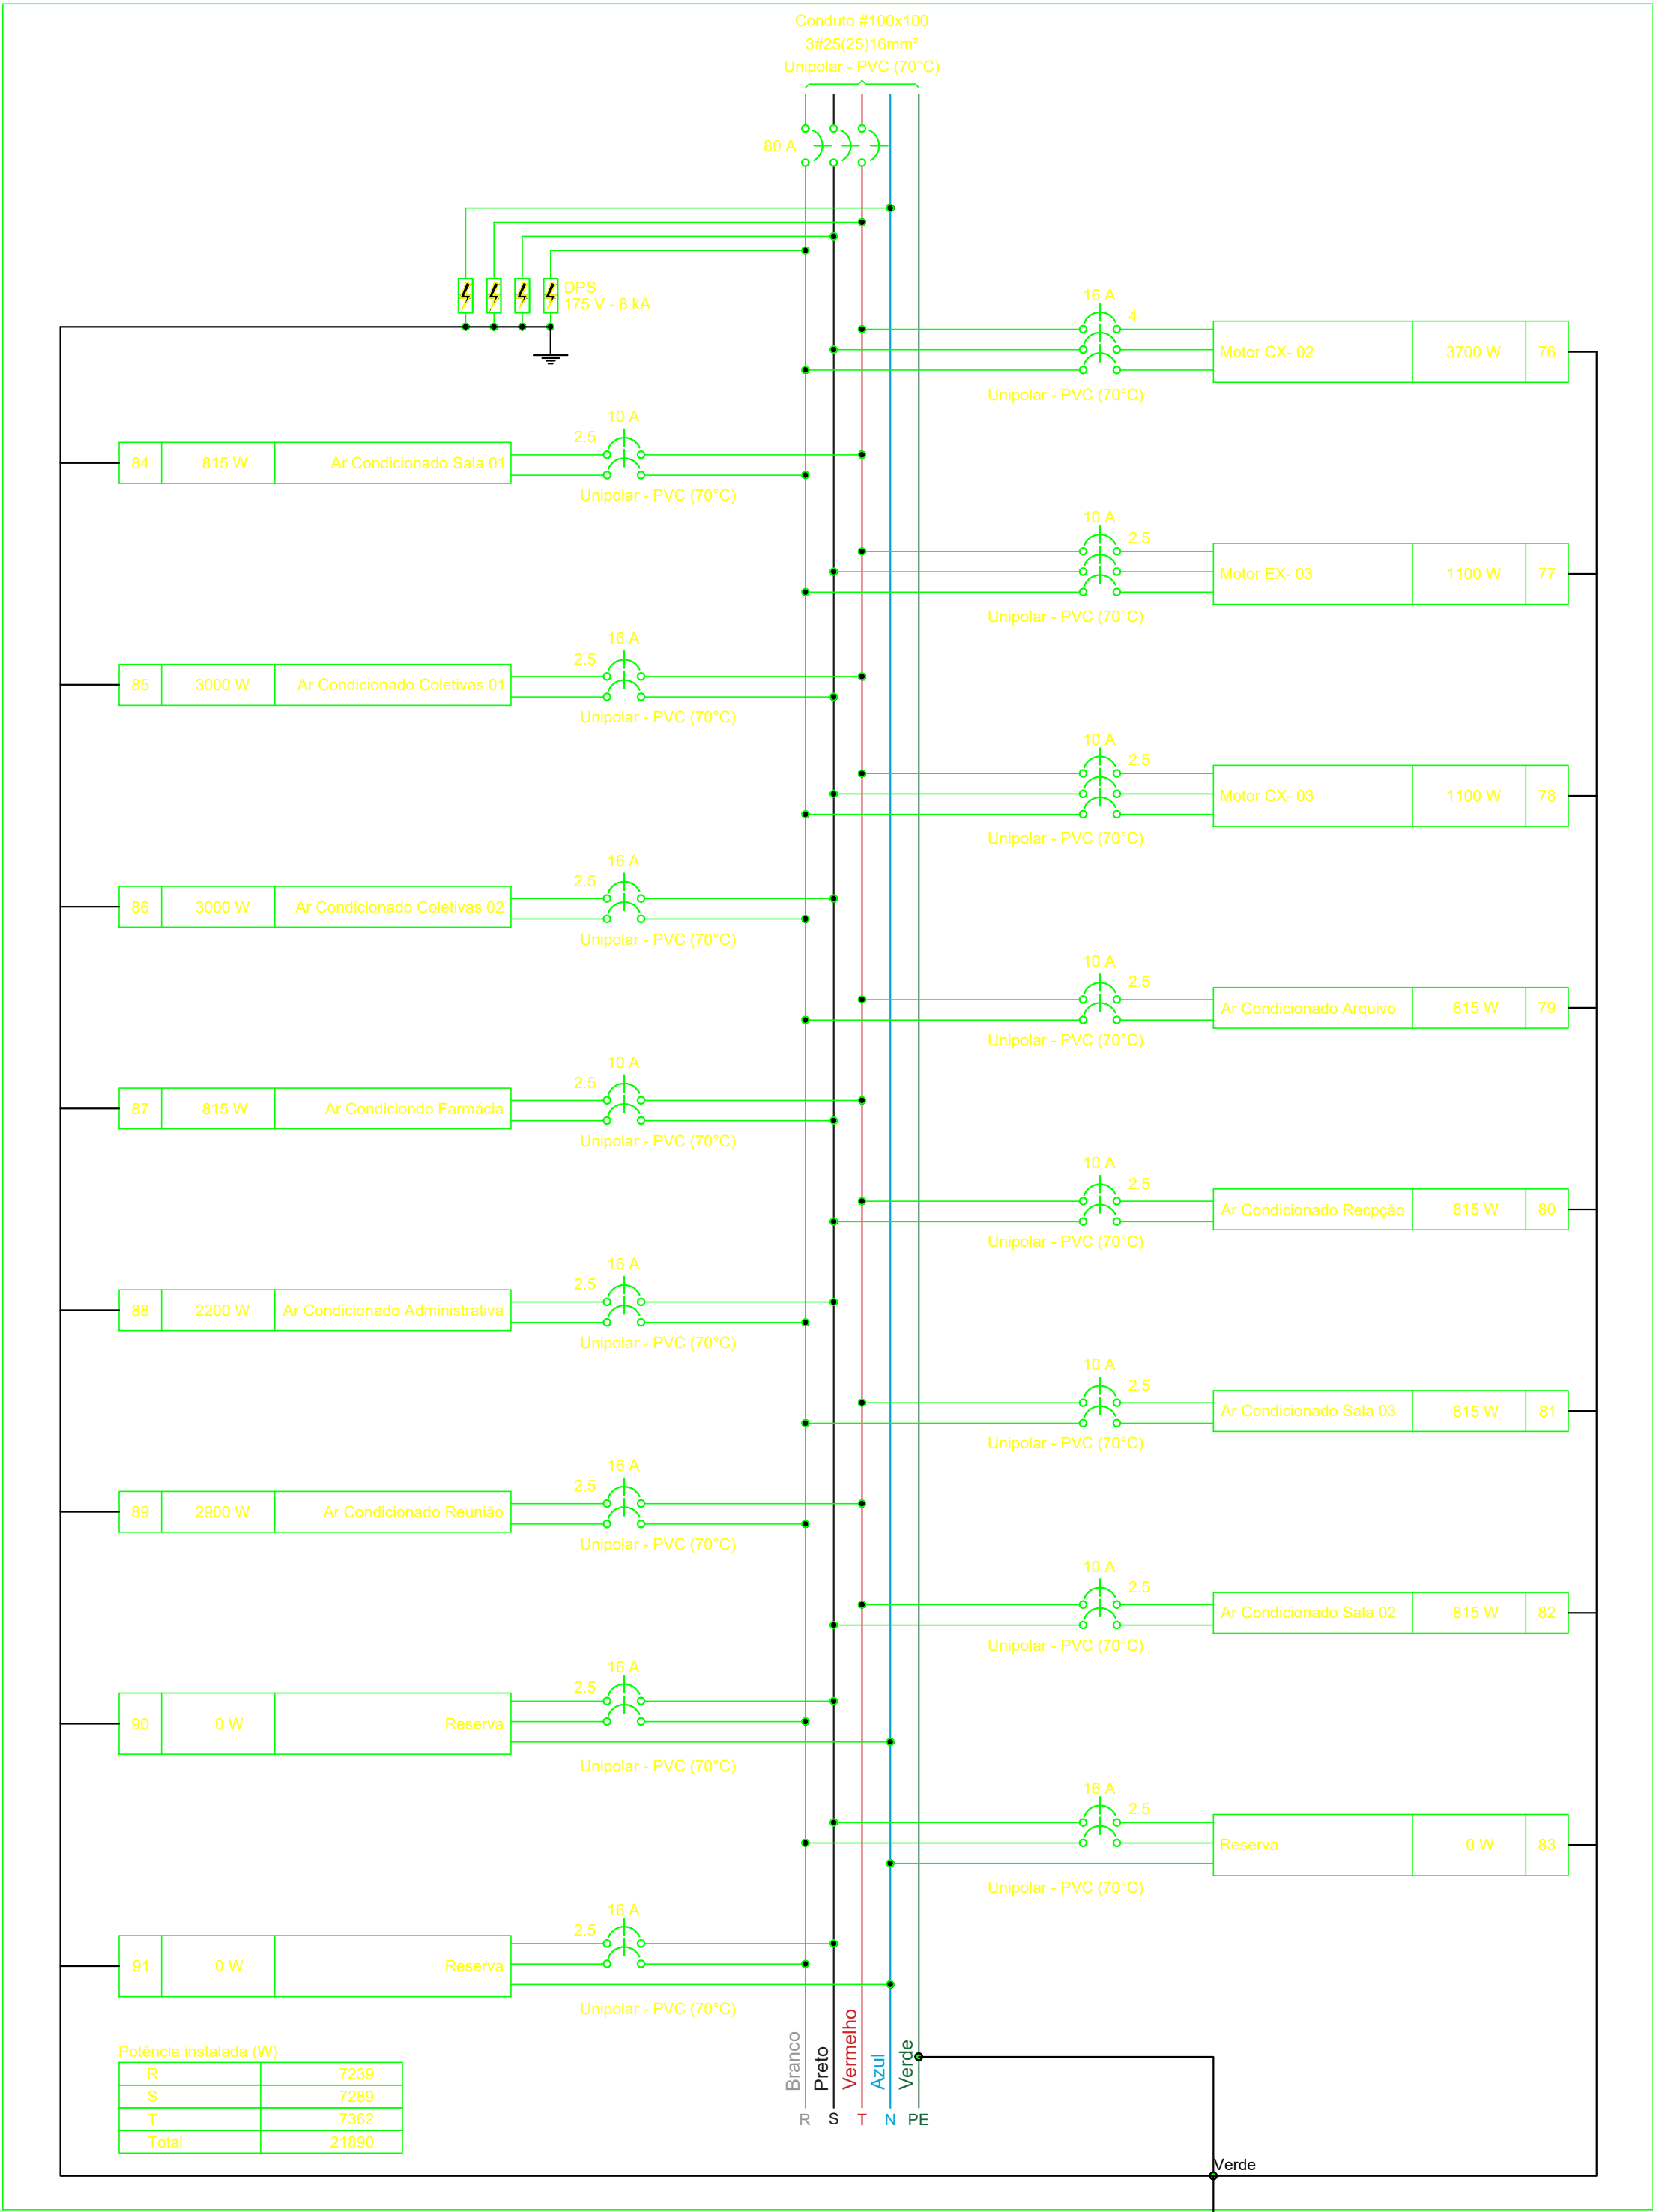 Conduto #100x100
3#25(25)16mm²
Unipolar - PVC (70°C)
80 A
DPS
175 V - 8 kA
16 A
4
Motor CX- 02 3700 W 76
Unipolar - PVC (70°C)
10 A
2.5
84 815 W Ar Condicionado Sala 01
Unipolar - PVC (70°C)
10 A
2.5
Motor EX- 03 1100 W 77
Unipolar - PVC (70°C)
16 A
2.5
85 3000 W Ar Condicionado Coletivas 01
Unipolar - PVC (70°C)
10 A
2.5
Motor CX- 03 1100 W 78
Unipolar - PVC (70°C)
16 A
2.5
86 3000 W Ar Condicionado Coletivas 02
Unipolar - PVC (70°C)
10 A
2.5
Ar Condicionado Arquivo 815 W 79
Unipolar - PVC (70°C)
10 A
2.5
87 815 W Ar Condiciondo Farmácia
Unipolar - PVC (70°C)
10 A
2.5
Ar Condicionado Recpção 815 W 80
Unipolar - PVC (70°C)
16 A
2.5
88 2200 W Ar Condicionado Administrativa
Unipolar - PVC (70°C)
10 A
2.5
Ar Condicionado Sala 03 815 W 81
Unipolar - PVC (70°C)
16 A
2.5
89 2900 W Ar Condicionado Reunião
Unipolar - PVC (70°C)
10 A
2.5
Ar Condicionado Sala 02 815 W 82
Unipolar - PVC (70°C)
16 A
2.5
90 0 W Reserva
Unipolar - PVC (70°C)
16 A
2.5
Reserva 0 W 83
Unipolar - PVC (70°C)
16 A
2.5
91 0 W Reserva
Unipolar - PVC (70°C)
Branco
Preto
Vermelho
Azul
Verde
R S T N PE
Potência instalada (W)
R 7239
S 7289
T 7362
Total 21890
Verde